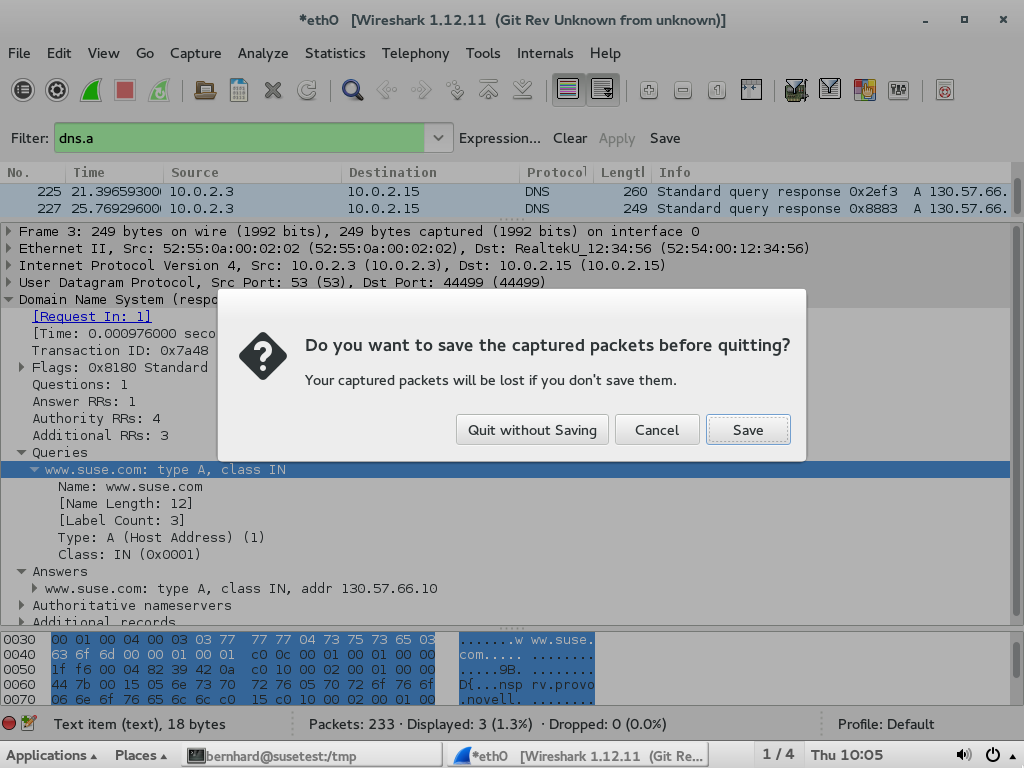 *eth0 [Wireshark 1.12.11 (Git Rev Unknown from unknown)]
File Edit View Go Capture Analyze Statistics Telephony Tools Internals Help
Filter: dns.a Expression... Clear Apply Save
No. Time Source Destination Protocol Length Info
225 21.396593000 10.0.2.3 10.0.2.15 DNS 260 Standard query response 0x2ef3 A 130.57.66.
227 25.769296000 10.0.2.3 10.0.2.15 DNS 249 Standard query response 0x8883 A 130.57.66.
Frame 3: 249 bytes on wire (1992 bits), 249 bytes captured (1992 bits) on interface 0
Ethernet II, Src: 52:55:0a:00:02:02 (52:55:0a:00:02:02), Dst: RealtekU_12:34:56 (52:54:00:12:34:56)
Internet Protocol Version 4, Src: 10.0.2.3 (10.0.2.3), Dst: 10.0.2.15 (10.0.2.15)
User Datagram Protocol, Src Port: 53 (53), Dst Port: 44499 (44499)
Domain Name System (respo
[Request In: 1]
[Time: 0.000976000 seco
Transaction ID: 0x7a48
Flags: 0x8180 Standard
Questions: 1
Answer RRs: 1
Authority RRs: 4
Additional RRs: 3
Do you want to save the captured packets before quitting?
Your captured packets will be lost if you don't save them.
Quit without Saving Cancel Save
Queries
www.suse.com: type A, class IN
Name: www.suse.com
[Name Length: 12]
[Label Count: 3]
Type: A (Host Address) (1)
Class: IN (0x0001)
Answers
www.suse.com: type A, class IN, addr 130.57.66.10
Authoritative nameservers
Additional records
0030 00 01 00 04 00 03 03 77 77 77 04 73 75 73 65 03 .......w ww.suse.
0040 63 6f 6d 00 00 01 00 01 c0 0c 00 01 00 01 00 00 com..... ........
0050 1f f6 00 04 82 39 42 0a c0 10 00 02 00 01 00 00 .....9B. ........
0060 44 7b 00 15 05 6e 73 70 72 76 05 70 72 6f 76 6f D{...nsp rv.provo
0070 06 6e 6f 76 65 6c 6c c0 15 c0 10 00 02 00 01 00 .novell. ........
Text item (text), 18 bytes Packets: 233 · Displayed: 3 (1.3%) · Dropped: 0 (0.0%) Profile: Default
Applications Places bernhard@susetest:/tmp *eth0 [Wireshark 1.12.11 (Git Re... 1 / 4 Thu 10:05